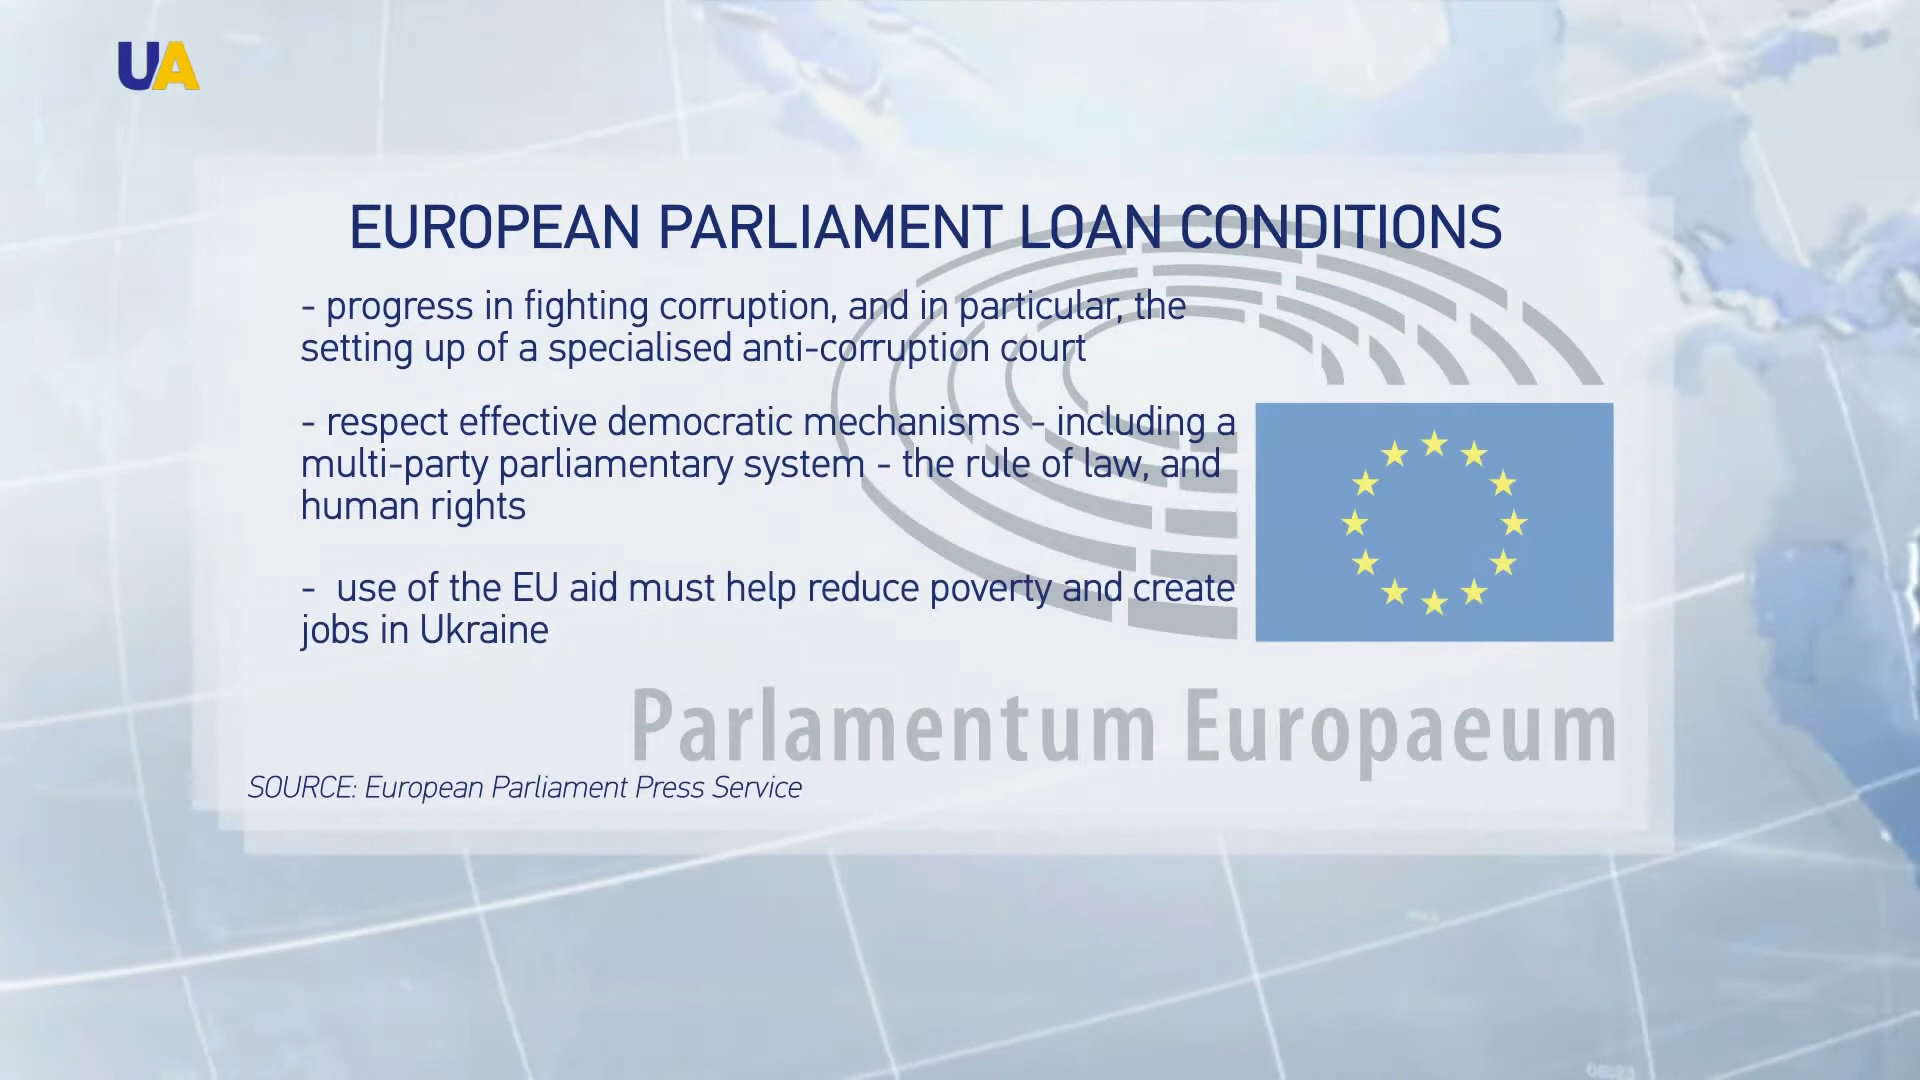 UA
EUROPEAN PARLIAMENT LOAN CONDITIONS
- progress in fighting corruption, and in particular, the
setting up of a specialised anti-corruption court
- respect effective democratic mechanisms - including a
multi-party parliamentary system - the rule of law, and
human rights
- use of the EU aid must help reduce poverty and create
jobs in Ukraine
Parlamentum Europaeum
SOURCE: European Parliament Press Service